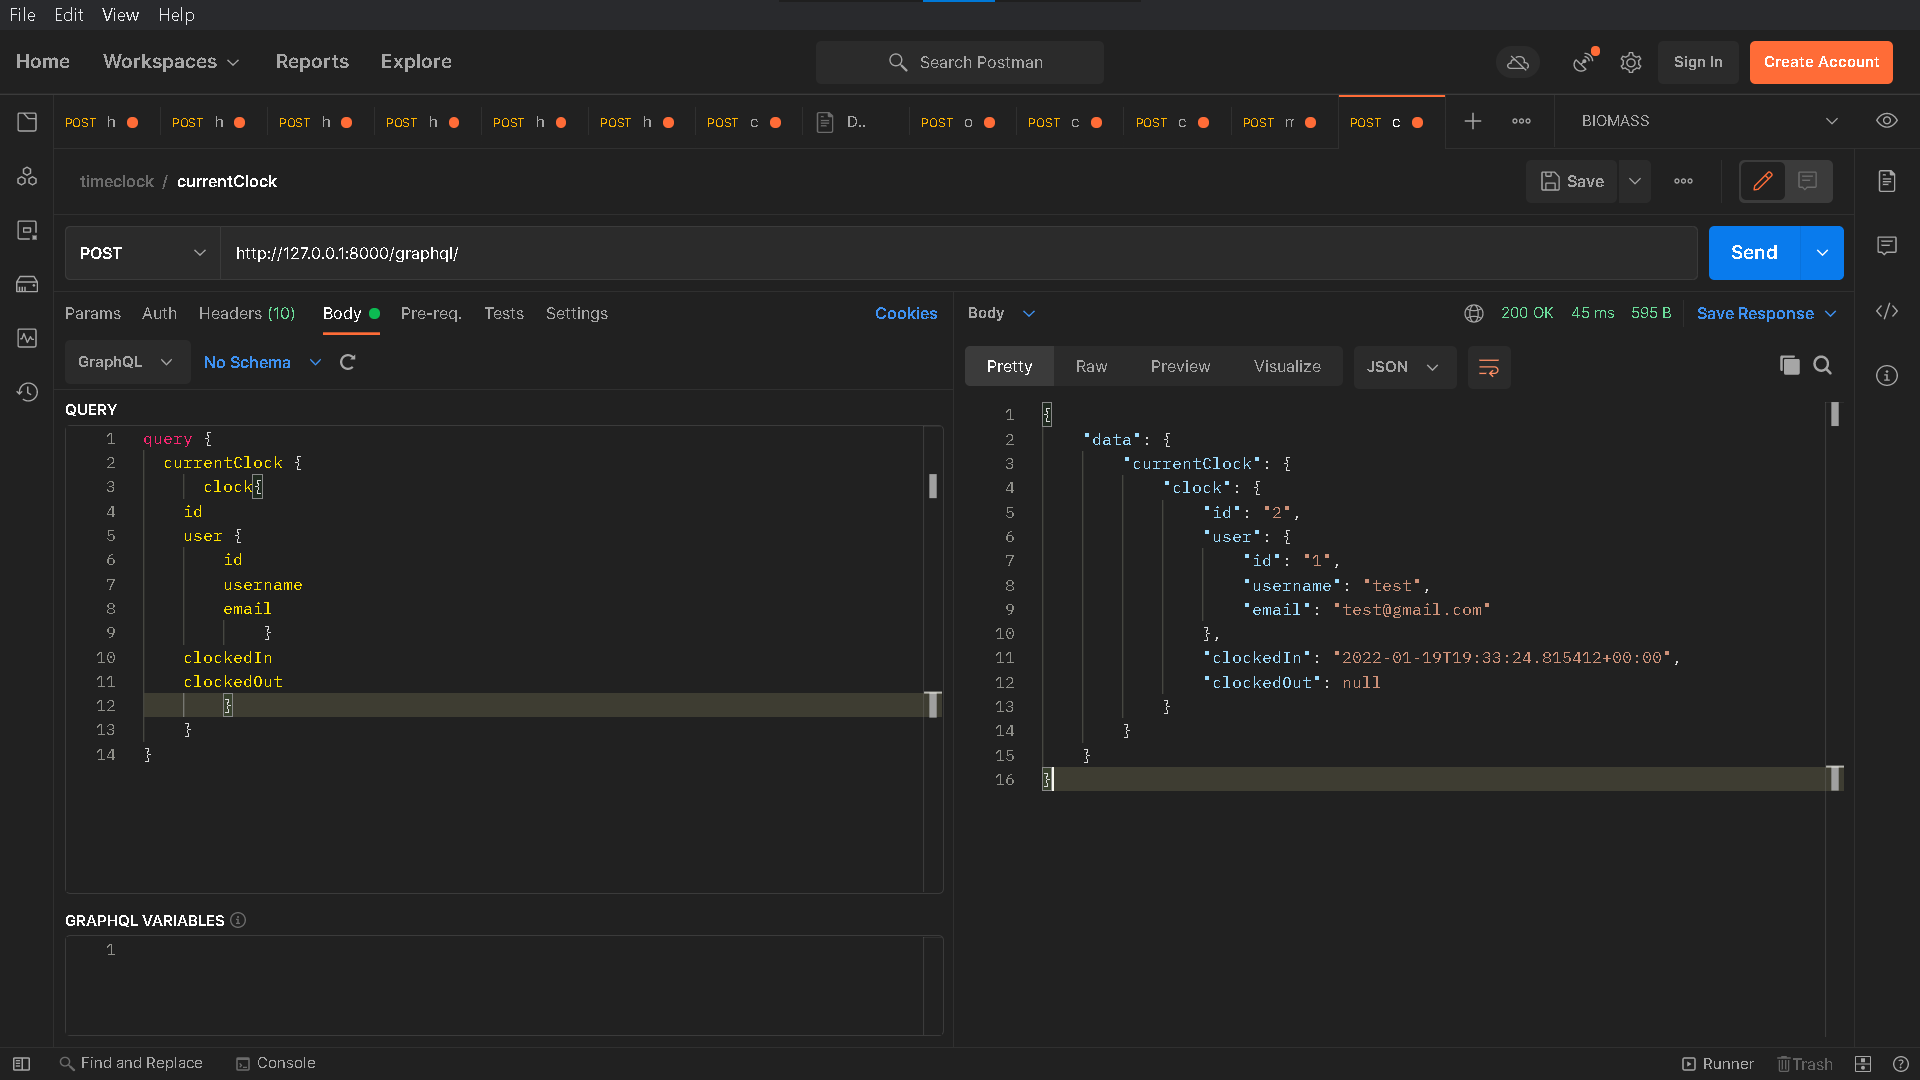 File Edit View Help
Home Workspaces Reports Explore Search Postman Sign In Create Account
POST h POST h POST h POST h POST h POST h POST c D.. POST o POST c POST c POST r POST c BIOMASS
timeclock / currentClock Save
POST http://127.0.0.1:8000/graphql/ Send
Params Auth Headers (10) Body Pre-req. Tests Settings Cookies
GraphQL No Schema
QUERY
1 query {
2 currentClock {
3 clock{
4 id
5 user {
6 id
7 username
8 email
9 }
10 clockedIn
11 clockedOut
12 }
13 }
14 }
GRAPHQL VARIABLES
1
Body 200 OK 45 ms 595 B Save Response
Pretty Raw Preview Visualize JSON
1 {
2 "data": {
3 "currentClock": {
4 "clock": {
5 "id": "2",
6 "user": {
7 "id": "1",
8 "username": "test",
9 "email": "test@gmail.com"
10 },
11 "clockedIn": "2022-01-19T19:33:24.815412+00:00",
12 "clockedOut": null
13 }
14 }
15 }
16 }
Find and Replace Console Runner Trash